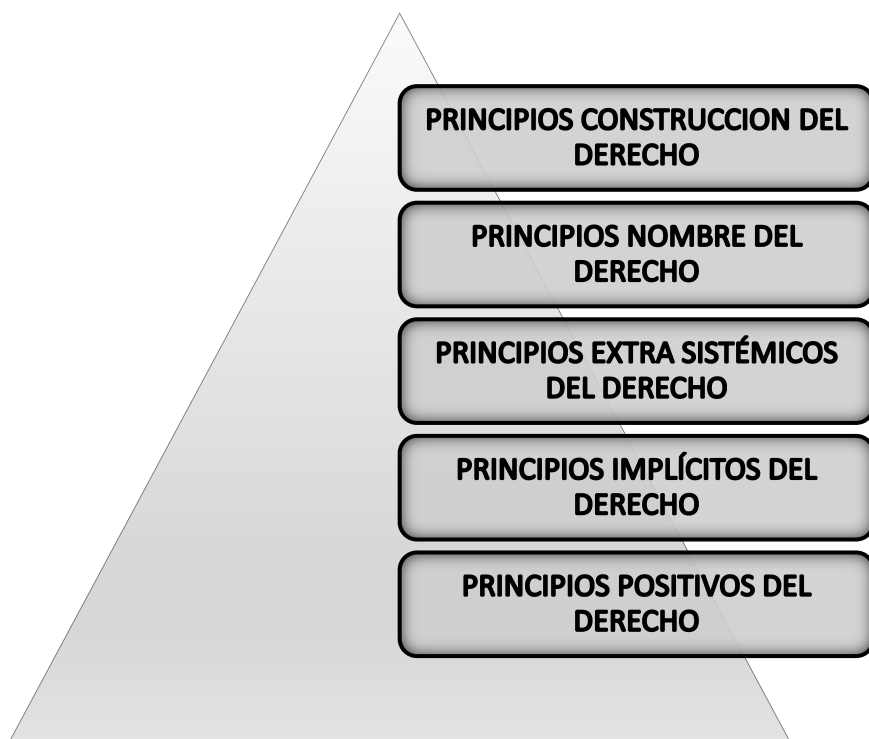 PRINCIPIOS CONSTRUCCION DEL
DERECHO
PRINCIPIOS NOMBRE DEL
DERECHO
PRINCIPIOS EXTRA SISTÉMICOS
DEL DERECHO
PRINCIPIOS IMPLÍCITOS DEL
DERECHO
PRINCIPIOS POSITIVOS DEL
DERECHO